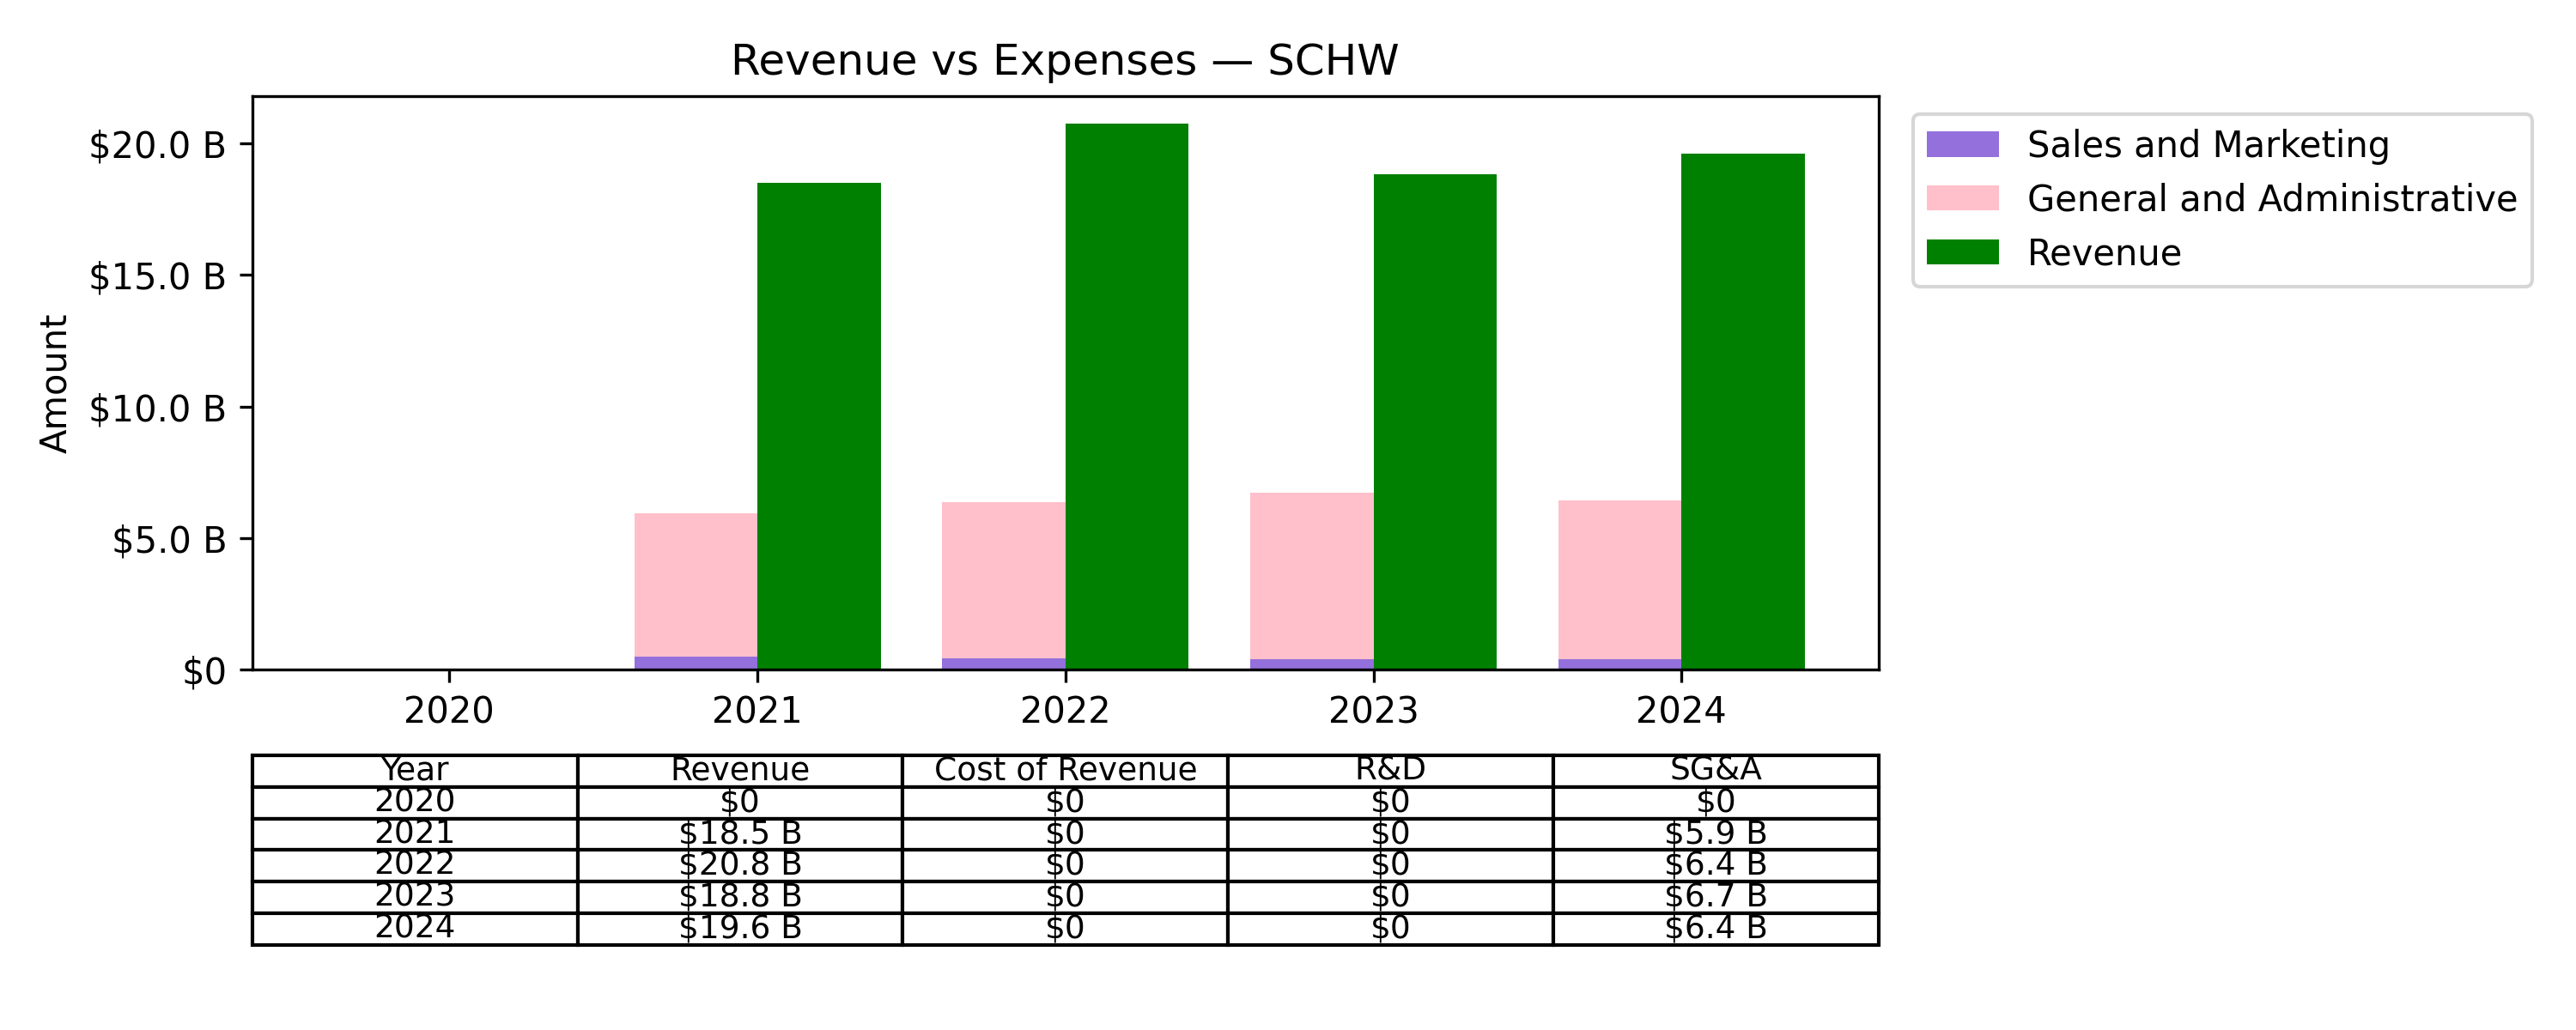 Revenue vs Expenses — SCHW
Amount
$20.0 B
$15.0 B
$10.0 B
$5.0 B
$0
2020 2021 2022 2023 2024
Sales and Marketing
General and Administrative
Revenue
Year Revenue Cost of Revenue R&D SG&A
2020 $0 $0 $0 $0
2021 $18.5 B $0 $0 $5.9 B
2022 $20.8 B $0 $0 $6.4 B
2023 $18.8 B $0 $0 $6.7 B
2024 $19.6 B $0 $0 $6.4 B